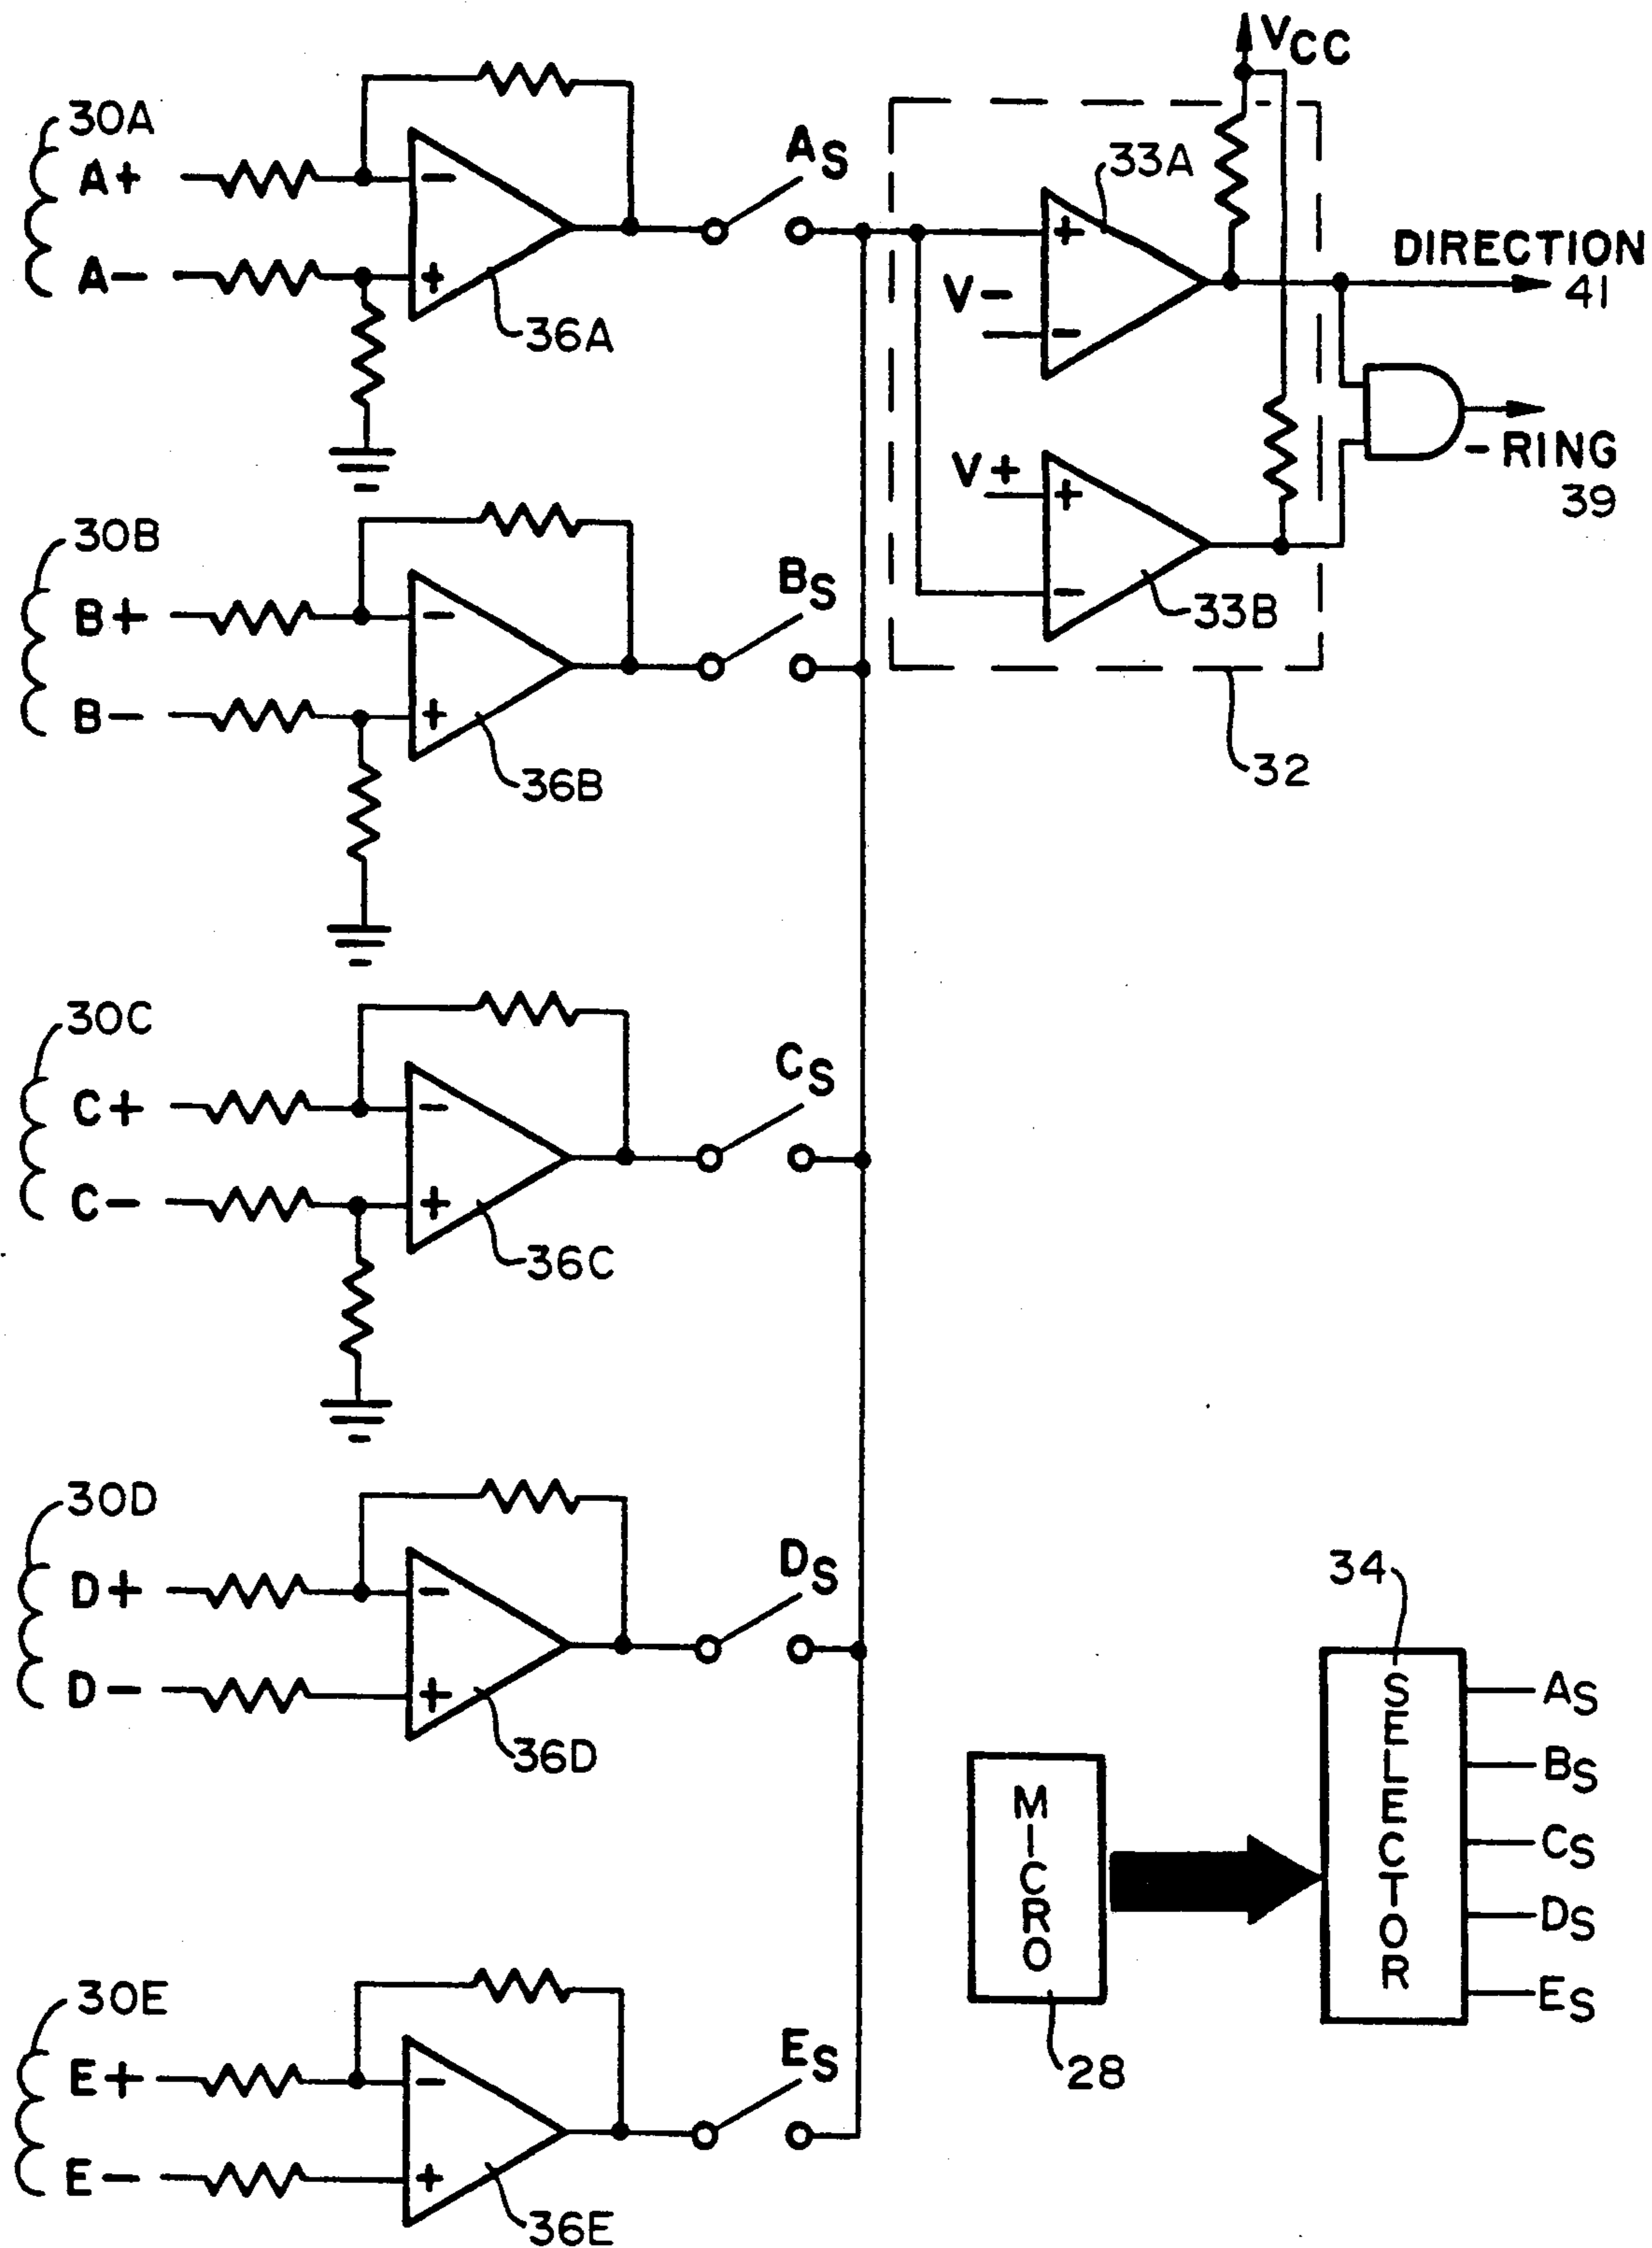 VCC
30A
A+
A−
−
+
36A
AS
33A
+
V−
−
DIRECTION
41
V+
+
−
33B
−RING
39
32
30B
B+
B−
−
+
36B
BS
30C
C+
C−
−
+
36C
CS
30D
D+
D−
−
+
36D
DS
30E
E+
E−
−
+
36E
ES
MICRO
28
34
SELECTOR
AS
BS
CS
DS
ES